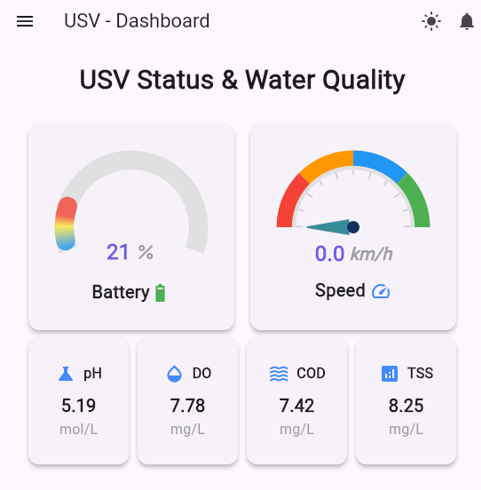 USV - Dashboard
USV Status & Water Quality
21 %
Battery
0.0 km/h
Speed
pH
5.19
mol/L
DO
7.78
mg/L
COD
7.42
mg/L
TSS
8.25
mg/L